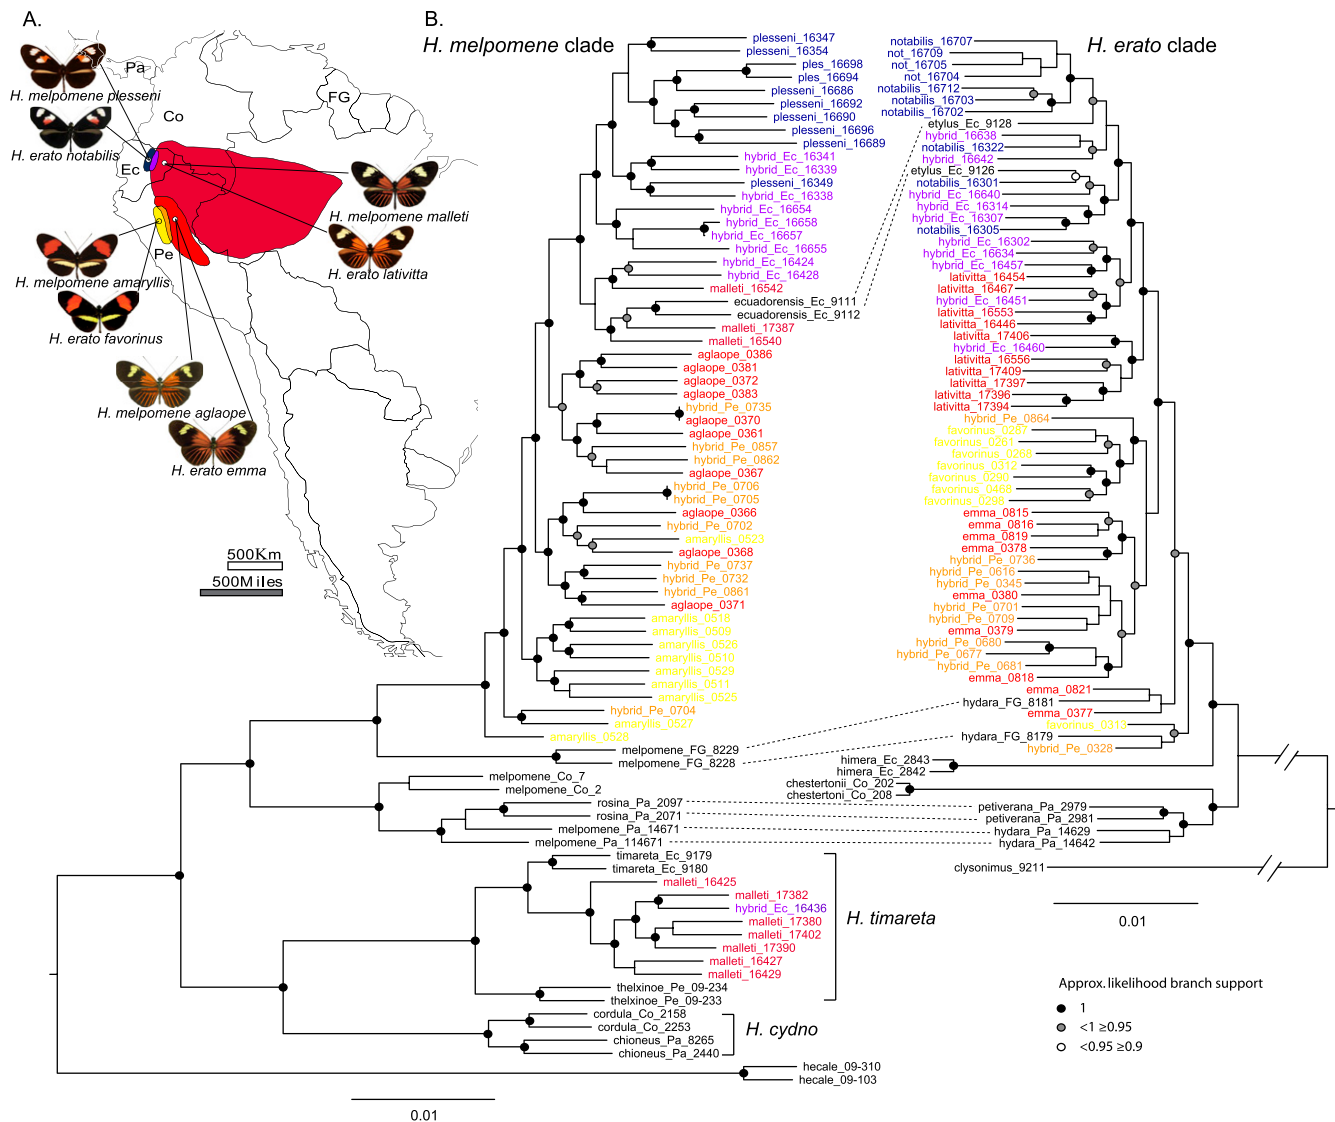 A.
Pa
Co
FG
Ec
Pe
H. melpomene plesseni
H. erato notabilis
H. melpomene malleti
H. erato lativitta
H. melpomene amaryllis
H. erato favorinus
H. melpomene aglaope
H. erato emma
500Km
500Miles
B.
H. melpomene clade
plesseni_16347
plesseni_16354
ples_16698
ples_16694
plesseni_16686
plesseni_16692
plesseni_16690
plesseni_16696
plesseni_16689
hybrid_Ec_16341
hybrid_Ec_16339
plesseni_16349
hybrid_Ec_16338
hybrid_Ec_16654
hybrid_Ec_16658
hybrid_Ec_16657
hybrid_Ec_16655
hybrid_Ec_16424
hybrid_Ec_16428
malleti_16542
ecuadorensis_Ec_9111
ecuadorensis_Ec_9112
malleti_17387
malleti_16540
aglaope_0386
aglaope_0381
aglaope_0372
aglaope_0383
hybrid_Pe_0735
aglaope_0370
aglaope_0361
hybrid_Pe_0857
hybrid_Pe_0862
aglaope_0367
hybrid_Pe_0706
hybrid_Pe_0705
aglaope_0366
hybrid_Pe_0702
amaryllis_0523
aglaope_0368
hybrid_Pe_0737
hybrid_Pe_0732
hybrid_Pe_0861
aglaope_0371
amaryllis_0518
amaryllis_0509
amaryllis_0526
amaryllis_0510
amaryllis_0529
amaryllis_0511
amaryllis_0525
hybrid_Pe_0704
amaryllis_0527
amaryllis_0628
melpomene_FG_8229
melpomene_FG_8228
melpomene_Co_7
melpomene_Co_2
rosina_Pa_2097
rosina_Pa_2071
melpomene_Pa_14671
melpomene_Pa_114671
timareta_Ec_9179
timareta_Ec_9180
malleti_16425
malleti_17382
hybrid_Ec_16436
malleti_17380
malleti_17402
malleti_17390
malleti_16427
malleti_16429
thelxinoe_Pe_09-234
thelxinoe_Pe_09-233
H. timareta
cordula_Co_2158
cordula_Co_2253
chioneus_Pa_8265
chioneus_Pa_2440
H. cydno
hecale_09-310
hecale_09-103
0.01
H. erato clade
notabilis_16707
not_16709
not_16705
not_16704
notabilis_16712
notabilis_16703
notabilis_16702
etylus_Ec_9128
hybrid_16638
notabilis_16322
hybrid_16642
etylus_Ec_9126
notabilis_16301
hybrid_Ec_16640
hybrid_Ec_16314
hybrid_Ec_16307
notabilis_16305
hybrid_Ec_16302
hybrid_Ec_16634
hybrid_Ec_16457
lativitta_16454
lativitta_16467
hybrid_Ec_16451
lativitta_16553
lativitta_16446
lativitta_17406
hybrid_Ec_16460
lativitta_16556
lativitta_17409
lativitta_17397
lativitta_17396
lativitta_17394
hybrid_Pe_0864
favorinus_0267
favorinus_0261
favorinus_0268
favorinus_0312
favorinus_0290
favorinus_0468
favorinus_0298
emma_0815
emma_0816
emma_0819
emma_0378
hybrid_Pe_0736
hybrid_Pe_0616
hybrid_Pe_0345
emma_0380
hybrid_Pe_0701
hybrid_Pe_0709
emma_0379
hybrid_Pe_0680
hybrid_Pe_0677
hybrid_Pe_0681
emma_0818
emma_0821
hydara_FG_8181
emma_0377
favorinus_0313
hydara_FG_8179
hybrid_Pe_0328
himera_Ec_2843
himera_Ec_2842
chestertonii_Co_202
chestertoni_Co_208
petiverana_Pa_2979
petiverana_Pa_2981
hydara_Pa_14629
hydara_Pa_14642
clysonimus_9211
0.01
Approx. likelihood branch support
1
<1 ≥0.95
<0.95 ≥0.9